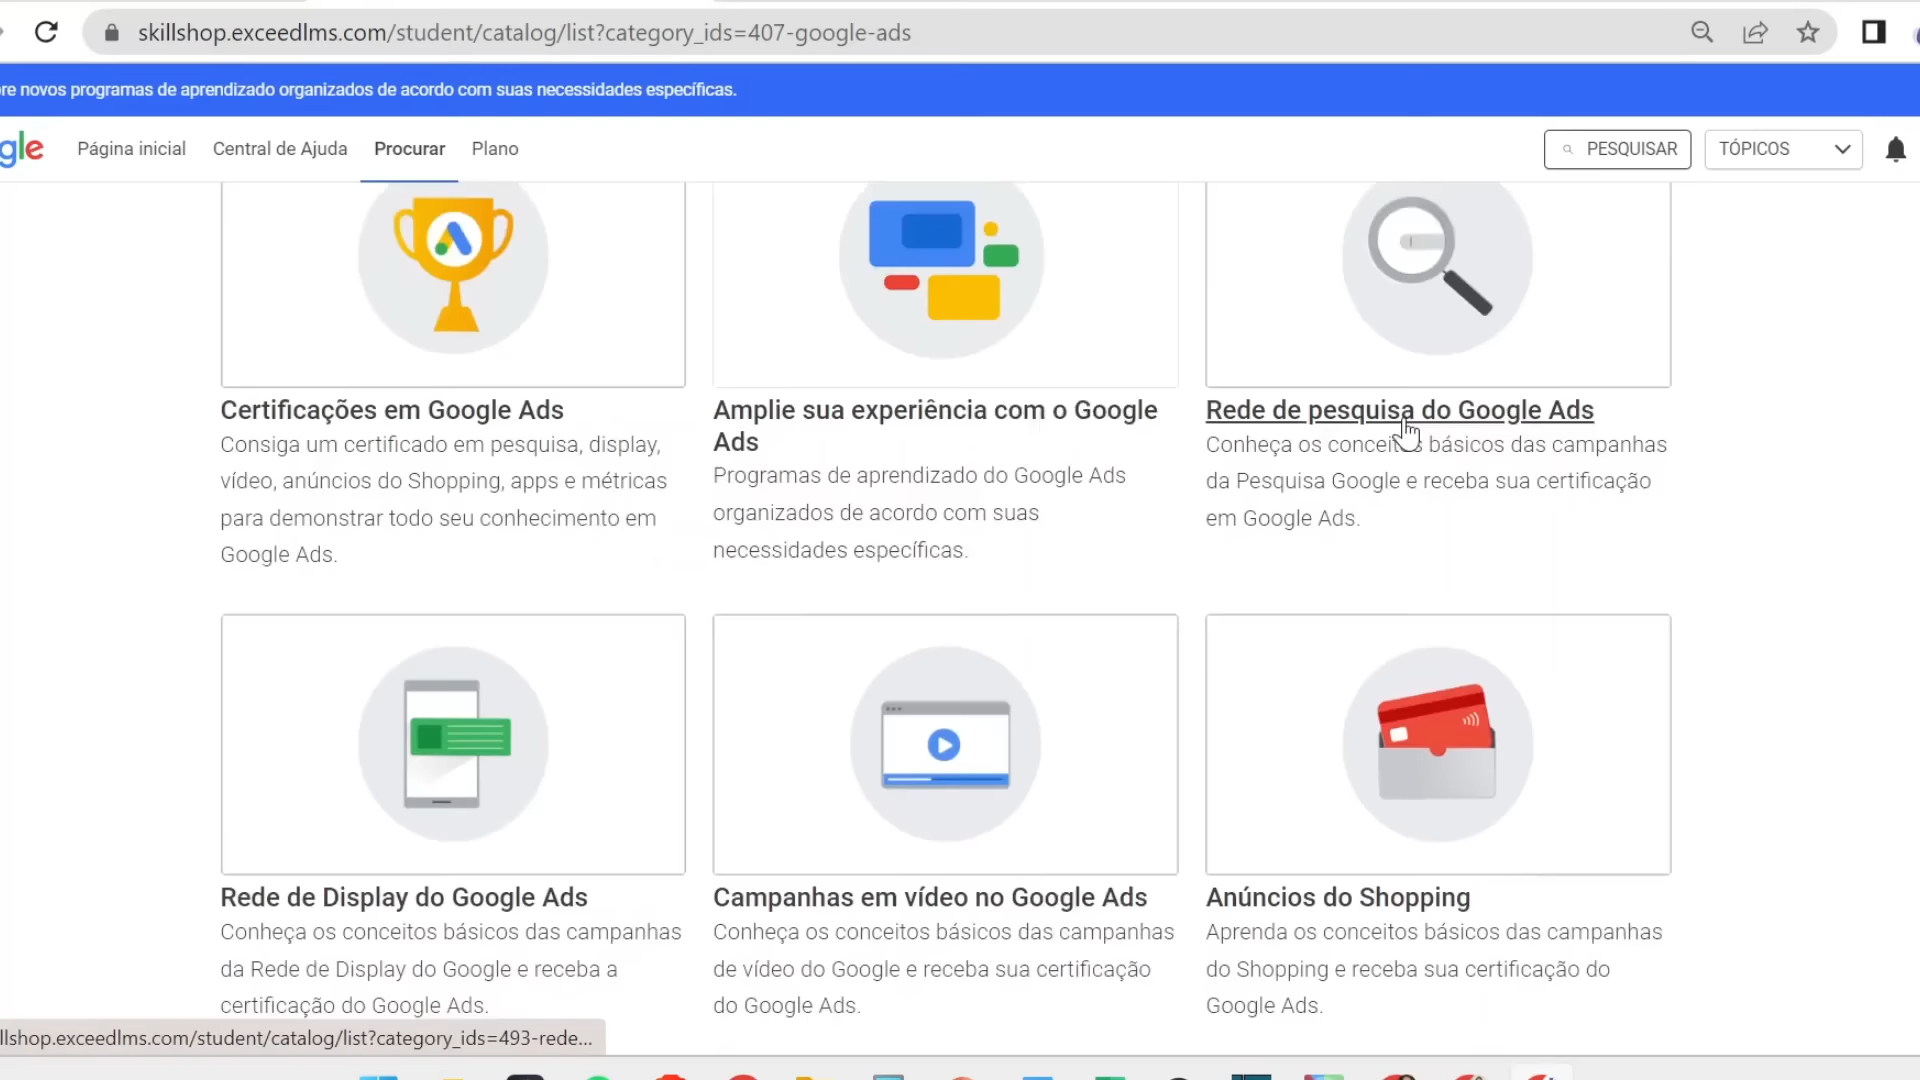 skillshop.exceedlms.com/student/catalog/list?category_ids=407-google-ads
re novos programas de aprendizado organizados de acordo com suas necessidades específicas.
gle Página inicial Central de Ajuda Procurar Plano PESQUISAR TÓPICOS
Certificações em Google Ads
Consiga um certificado em pesquisa, display,
vídeo, anúncios do Shopping, apps e métricas
para demonstrar todo seu conhecimento em
Google Ads.
Amplie sua experiência com o Google
Ads
Programas de aprendizado do Google Ads
organizados de acordo com suas
necessidades específicas.
Rede de pesquisa do Google Ads
Conheça os conceitos básicos das campanhas
da Pesquisa Google e receba sua certificação
em Google Ads.
Rede de Display do Google Ads
Conheça os conceitos básicos das campanhas
da Rede de Display do Google e receba a
certificação do Google Ads.
Campanhas em vídeo no Google Ads
Conheça os conceitos básicos das campanhas
de vídeo do Google e receba sua certificação
do Google Ads.
Anúncios do Shopping
Aprenda os conceitos básicos das campanhas
do Shopping e receba sua certificação do
Google Ads.
llshop.exceedlms.com/student/catalog/list?category_ids=493-rede...